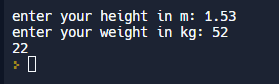 enter your height in m: 1.53
enter your weight in kg: 52
22
>